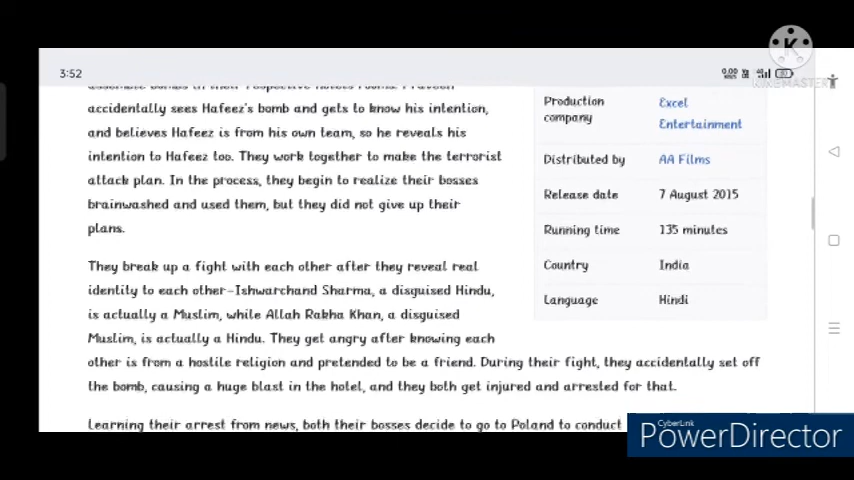 3:52
KINEMASTER
accidentally sees Hafeez's bomb and gets to know his intention,
and believes Hafeez is from his own team, so he reveals his
intention to Hafeez too. They work together to make the terrorist
attack plan. In the process, they begin to realize their bosses
brainwashed and used them, but they did not give up their
plans.
They break up a fight with each other after they reveal real
identity to each other-Ishwarchand Sharma, a disguised Hindu,
is actually a Muslim, while Allah Rakha Khan, a disguised
Muslim, is actually a Hindu. They get angry after knowing each
other is from a hostile religion and pretended to be a friend. During their fight, they accidentally set off
the bomb, causing a huge blast in the hotel, and they both get injured and arrested for that.
Learning their arrest from news, both their bosses decide to go to Poland to conduct
Production company
Excel Entertainment
Distributed by
AA Films
Release date
7 August 2015
Running time
135 minutes
Country
India
Language
Hindi
CyberLink
PowerDirector